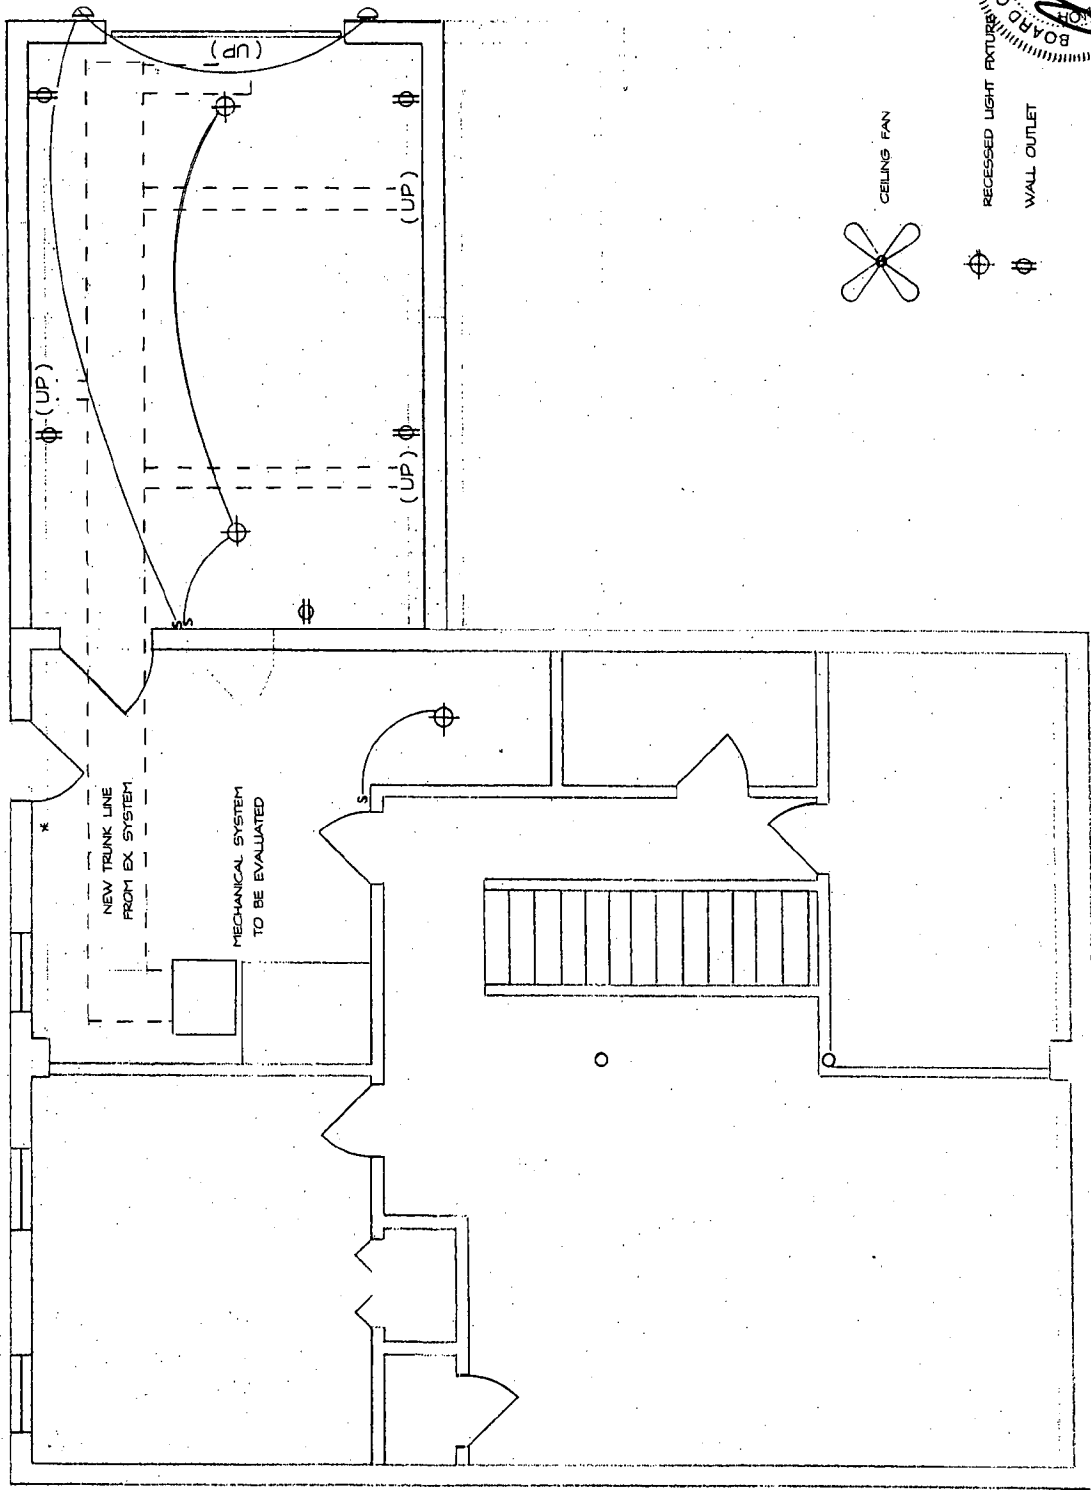 (UP)
(UP)
(UP)
(UP)
NEW TRUNK LINE
FROM EX SYSTEM
MECHANICAL SYSTEM
TO BE EVALUATED
S
S
S
*
CEILING FAN
RECESSED LIGHT FIXTURE
WALL OUTLET
BOARD